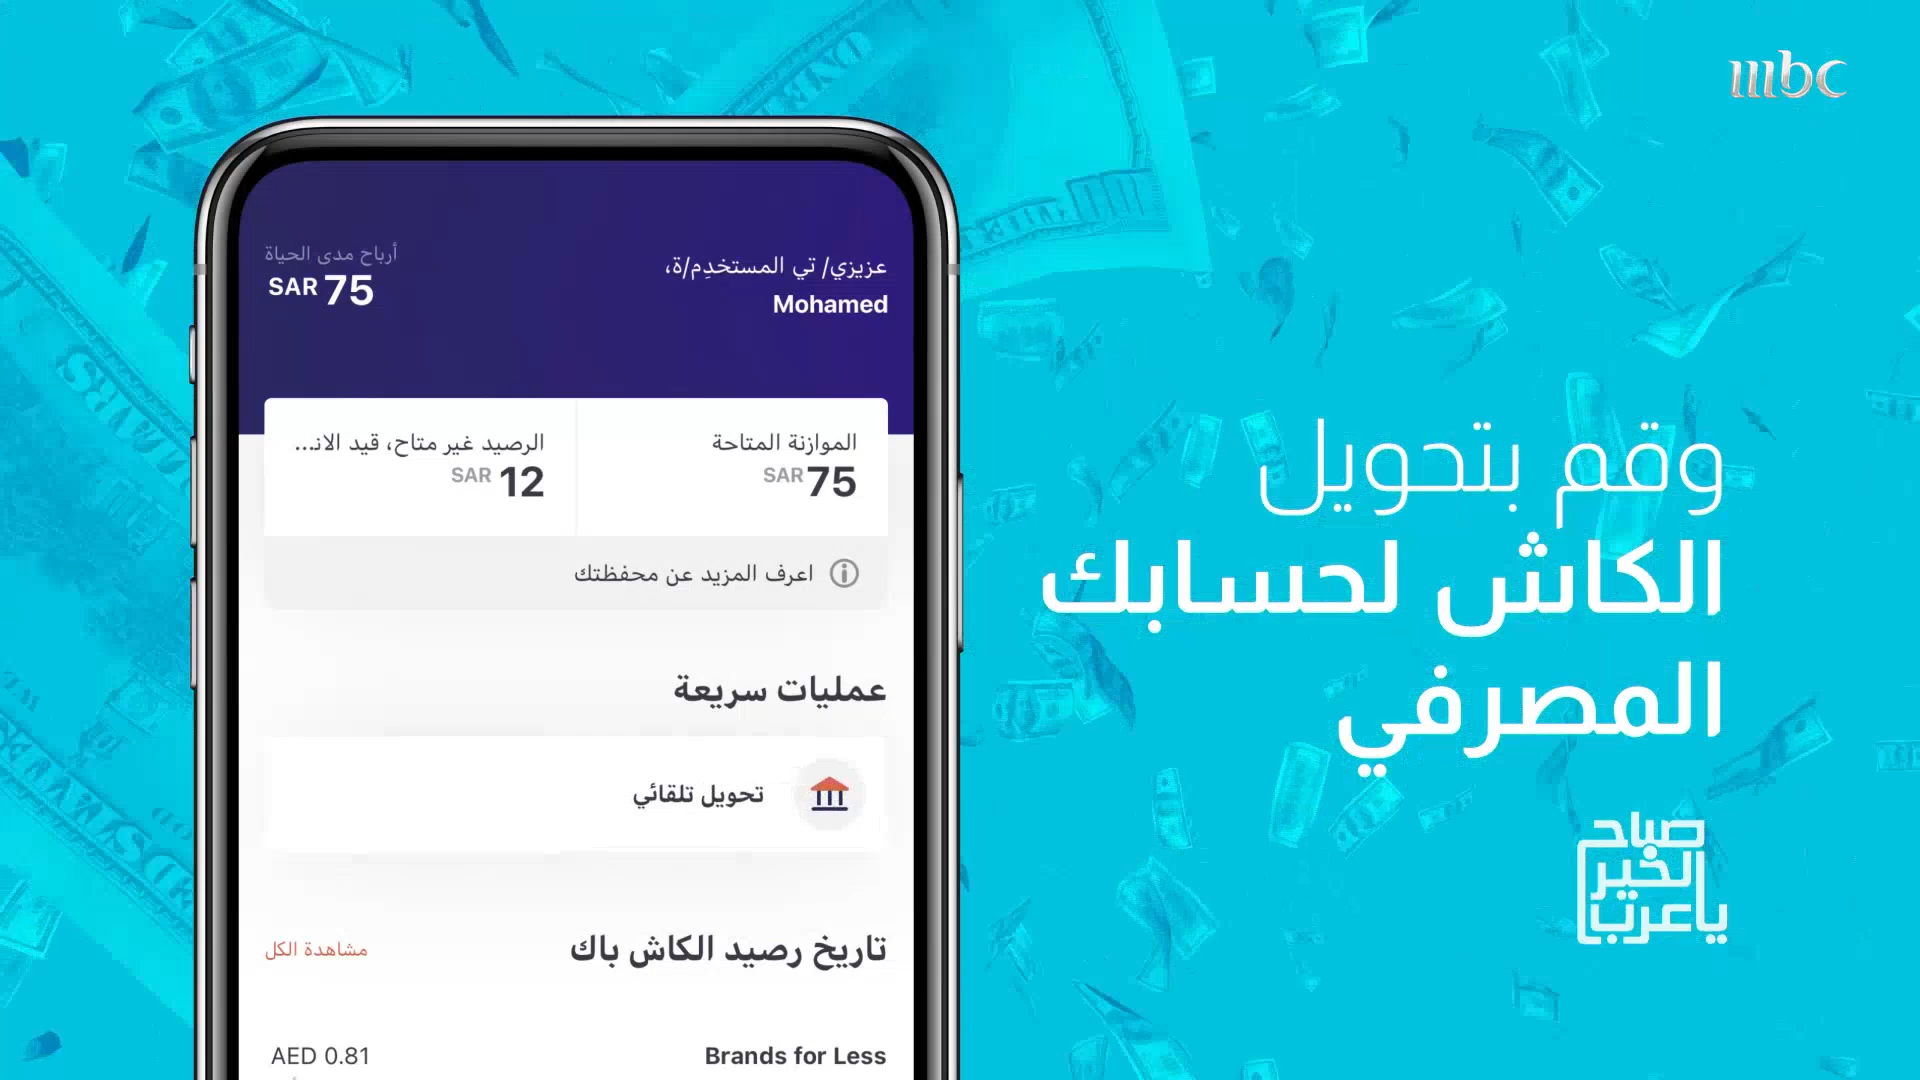 mbc
أرباح مدى الحياة
SAR 75
عزيزي/ تي المستخدِم/ة،
Mohamed
الموازنة المتاحة
SAR 75
الرصيد غير متاح، قيد الانـ...
SAR 12
اعرف المزيد عن محفظتك
عمليات سريعة
تحويل تلقائي
تاريخ رصيد الكاش باك
مشاهدة الكل
Brands for Less
AED 0.81
وقم بتحويل
الكاش لحسابك
المصرفي
صباح
الخير
ياعرب